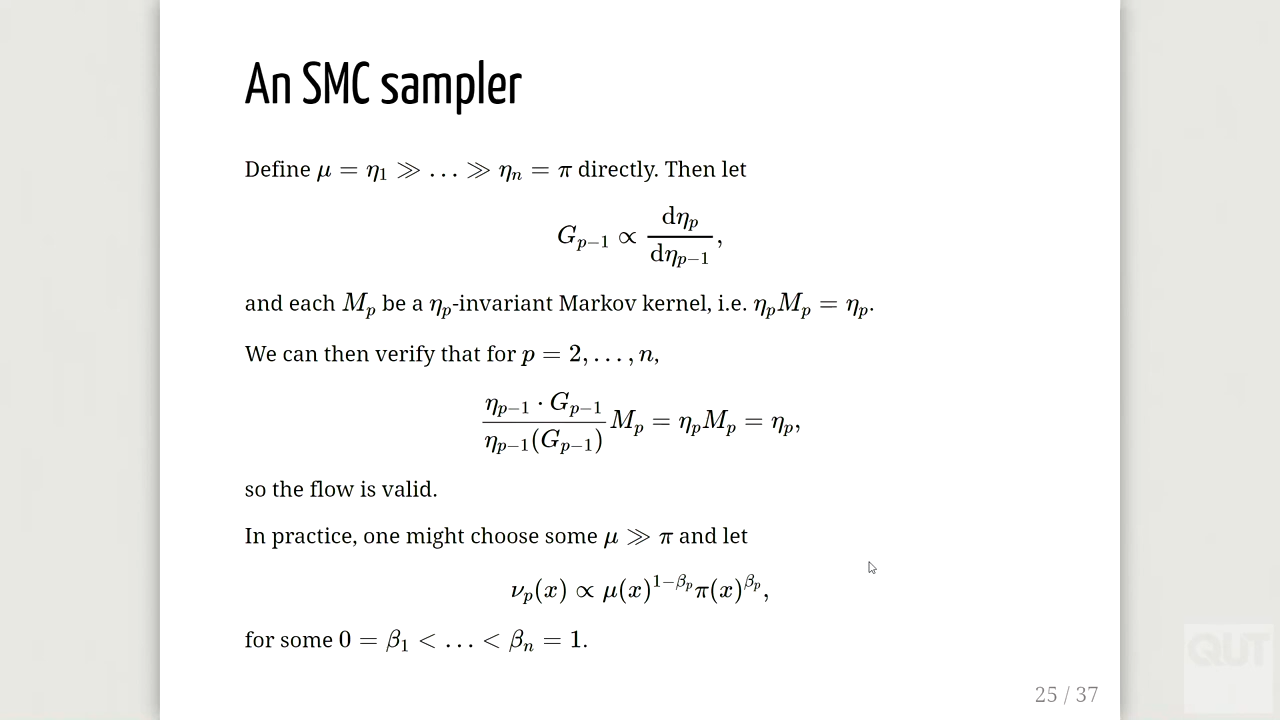 An SMC sampler
Define μ = η₁ ≫ … ≫ ηₙ = π directly. Then let
G_{p−1} ∝ dη_p / dη_{p−1},
and each M_p be a η_p-invariant Markov kernel, i.e. η_p M_p = η_p.
We can then verify that for p = 2, …, n,
(η_{p−1} · G_{p−1}) / (η_{p−1}(G_{p−1})) M_p = η_p M_p = η_p,
so the flow is valid.
In practice, one might choose some μ ≫ π and let
ν_p(x) ∝ μ(x)^{1−β_p} π(x)^{β_p},
for some 0 = β₁ < … < βₙ = 1.
25 / 37
QUT